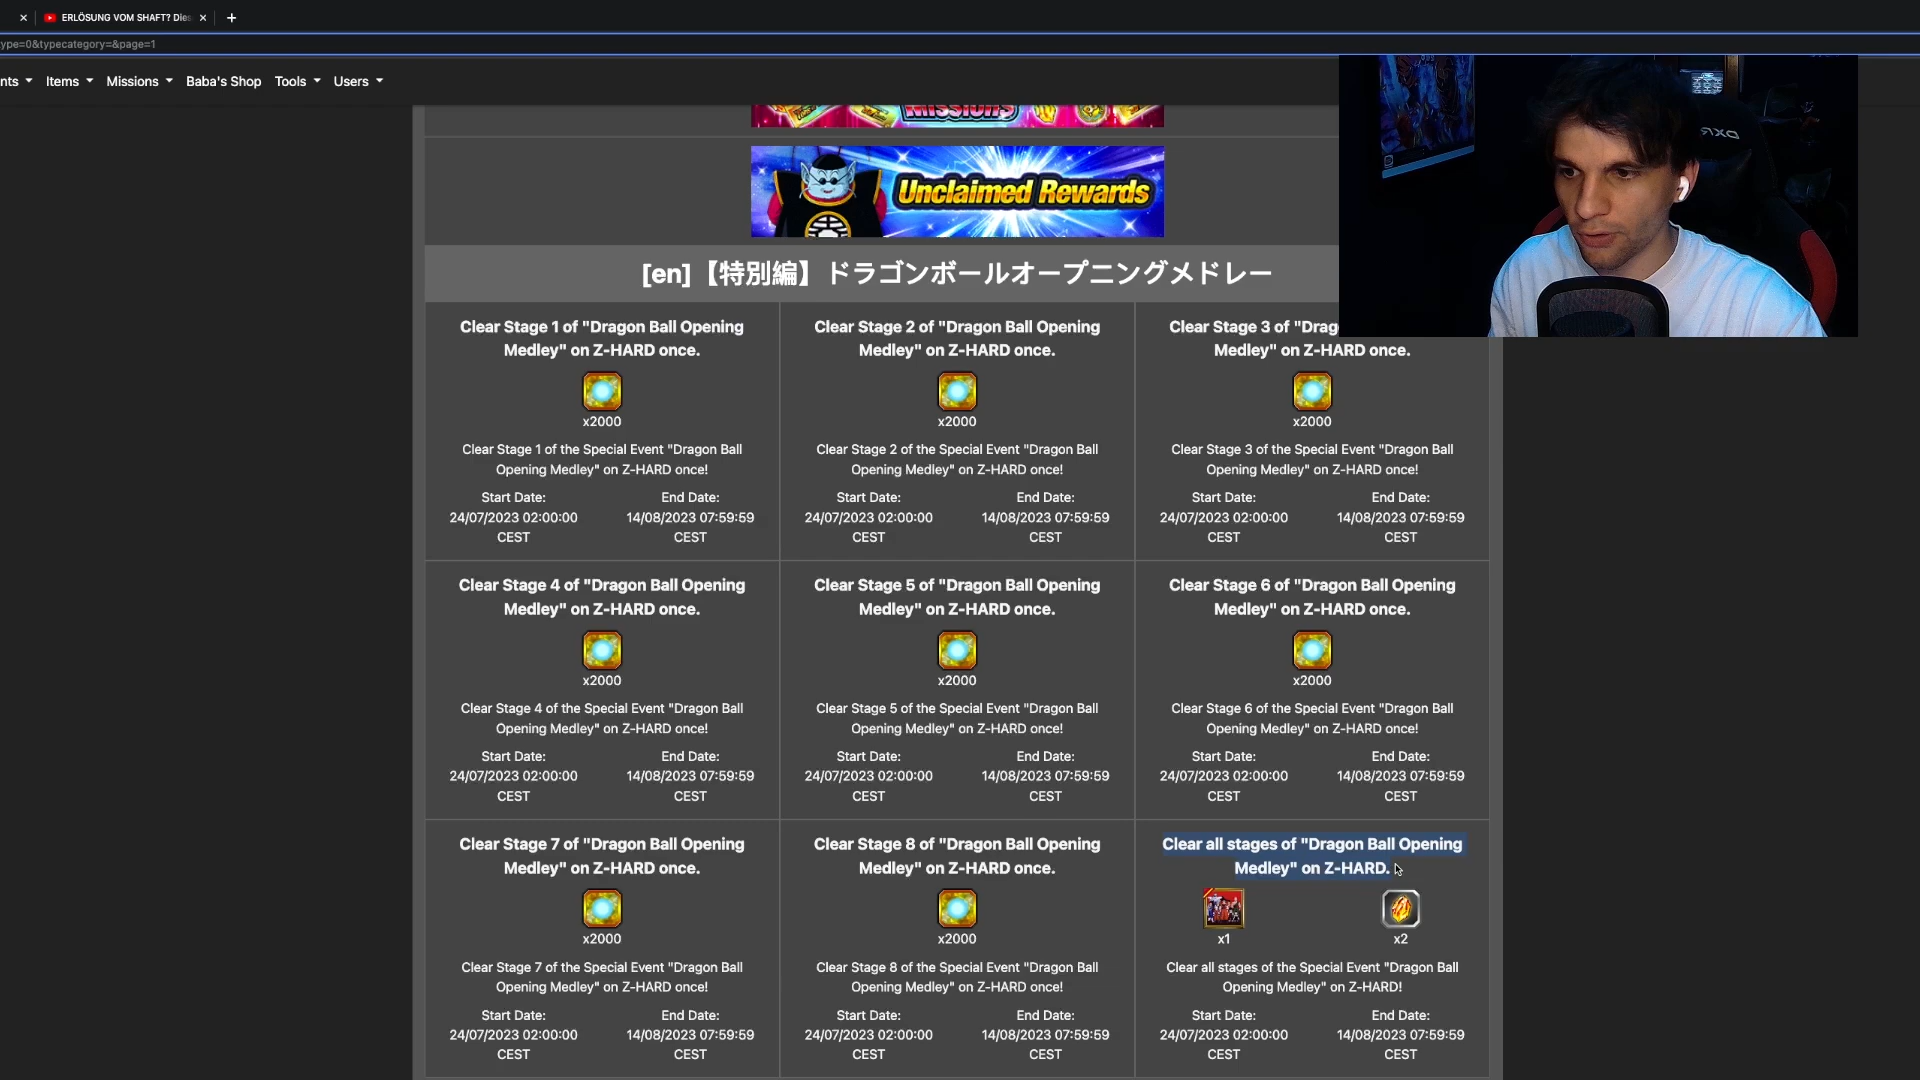 ERLÖSUNG VOM SHAFT? Dies
ype=0&typecategory=&page=1
nts Items Missions Baba's Shop Tools Users
Missions
Unclaimed Rewards
[en]【特別編】ドラゴンボールオープニングメドレー
DXR
Clear Stage 1 of "Dragon Ball Opening
Medley" on Z-HARD once.
x2000
Clear Stage 1 of the Special Event "Dragon Ball
Opening Medley" on Z-HARD once!
Start Date: End Date:
24/07/2023 02:00:00 14/08/2023 07:59:59
CEST CEST
Clear Stage 2 of "Dragon Ball Opening
Medley" on Z-HARD once.
x2000
Clear Stage 2 of the Special Event "Dragon Ball
Opening Medley" on Z-HARD once!
Start Date: End Date:
24/07/2023 02:00:00 14/08/2023 07:59:59
CEST CEST
Clear Stage 3 of "Drag
Medley" on Z-HARD once.
x2000
Clear Stage 3 of the Special Event "Dragon Ball
Opening Medley" on Z-HARD once!
Start Date: End Date:
24/07/2023 02:00:00 14/08/2023 07:59:59
CEST CEST
Clear Stage 4 of "Dragon Ball Opening
Medley" on Z-HARD once.
x2000
Clear Stage 4 of the Special Event "Dragon Ball
Opening Medley" on Z-HARD once!
Start Date: End Date:
24/07/2023 02:00:00 14/08/2023 07:59:59
CEST CEST
Clear Stage 5 of "Dragon Ball Opening
Medley" on Z-HARD once.
x2000
Clear Stage 5 of the Special Event "Dragon Ball
Opening Medley" on Z-HARD once!
Start Date: End Date:
24/07/2023 02:00:00 14/08/2023 07:59:59
CEST CEST
Clear Stage 6 of "Dragon Ball Opening
Medley" on Z-HARD once.
x2000
Clear Stage 6 of the Special Event "Dragon Ball
Opening Medley" on Z-HARD once!
Start Date: End Date:
24/07/2023 02:00:00 14/08/2023 07:59:59
CEST CEST
Clear Stage 7 of "Dragon Ball Opening
Medley" on Z-HARD once.
x2000
Clear Stage 7 of the Special Event "Dragon Ball
Opening Medley" on Z-HARD once!
Start Date: End Date:
24/07/2023 02:00:00 14/08/2023 07:59:59
CEST CEST
Clear Stage 8 of "Dragon Ball Opening
Medley" on Z-HARD once.
x2000
Clear Stage 8 of the Special Event "Dragon Ball
Opening Medley" on Z-HARD once!
Start Date: End Date:
24/07/2023 02:00:00 14/08/2023 07:59:59
CEST CEST
Clear all stages of "Dragon Ball Opening
Medley" on Z-HARD.
x1 x2
Clear all stages of the Special Event "Dragon Ball
Opening Medley" on Z-HARD!
Start Date: End Date:
24/07/2023 02:00:00 14/08/2023 07:59:59
CEST CEST